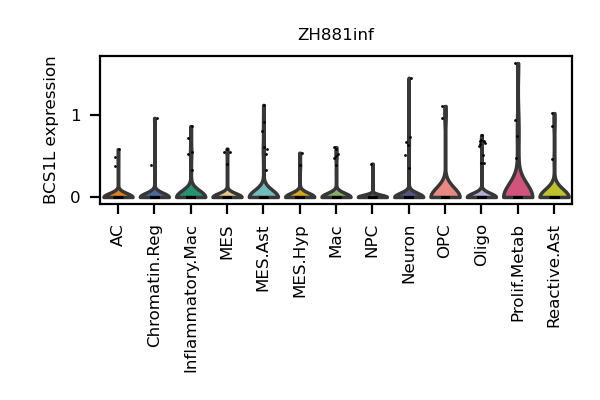 ZH881inf
BCS1L expression
1
0
AC
Chromatin.Reg
Inflammatory.Mac
MES
MES.Ast
MES.Hyp
Mac
NPC
Neuron
OPC
Oligo
Prolif.Metab
Reactive.Ast